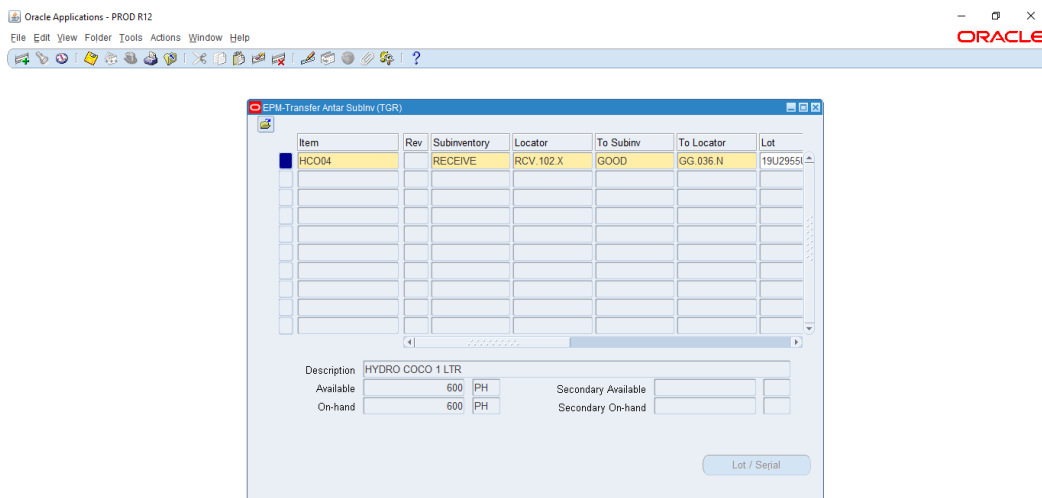 Oracle Applications - PROD R12
File Edit View Folder Tools Actions Window Help
ORACLE
EPM-Transfer Antar SubInv (TGR)
Item Rev Subinventory Locator To Subinv To Locator Lot
HCO04 RECEIVE RCV.102.X GOOD GG.036.N
Description HYDRO COCO 1 LTR
Available 600 PH Secondary Available
On-hand 600 PH Secondary On-hand
Lot / Serial